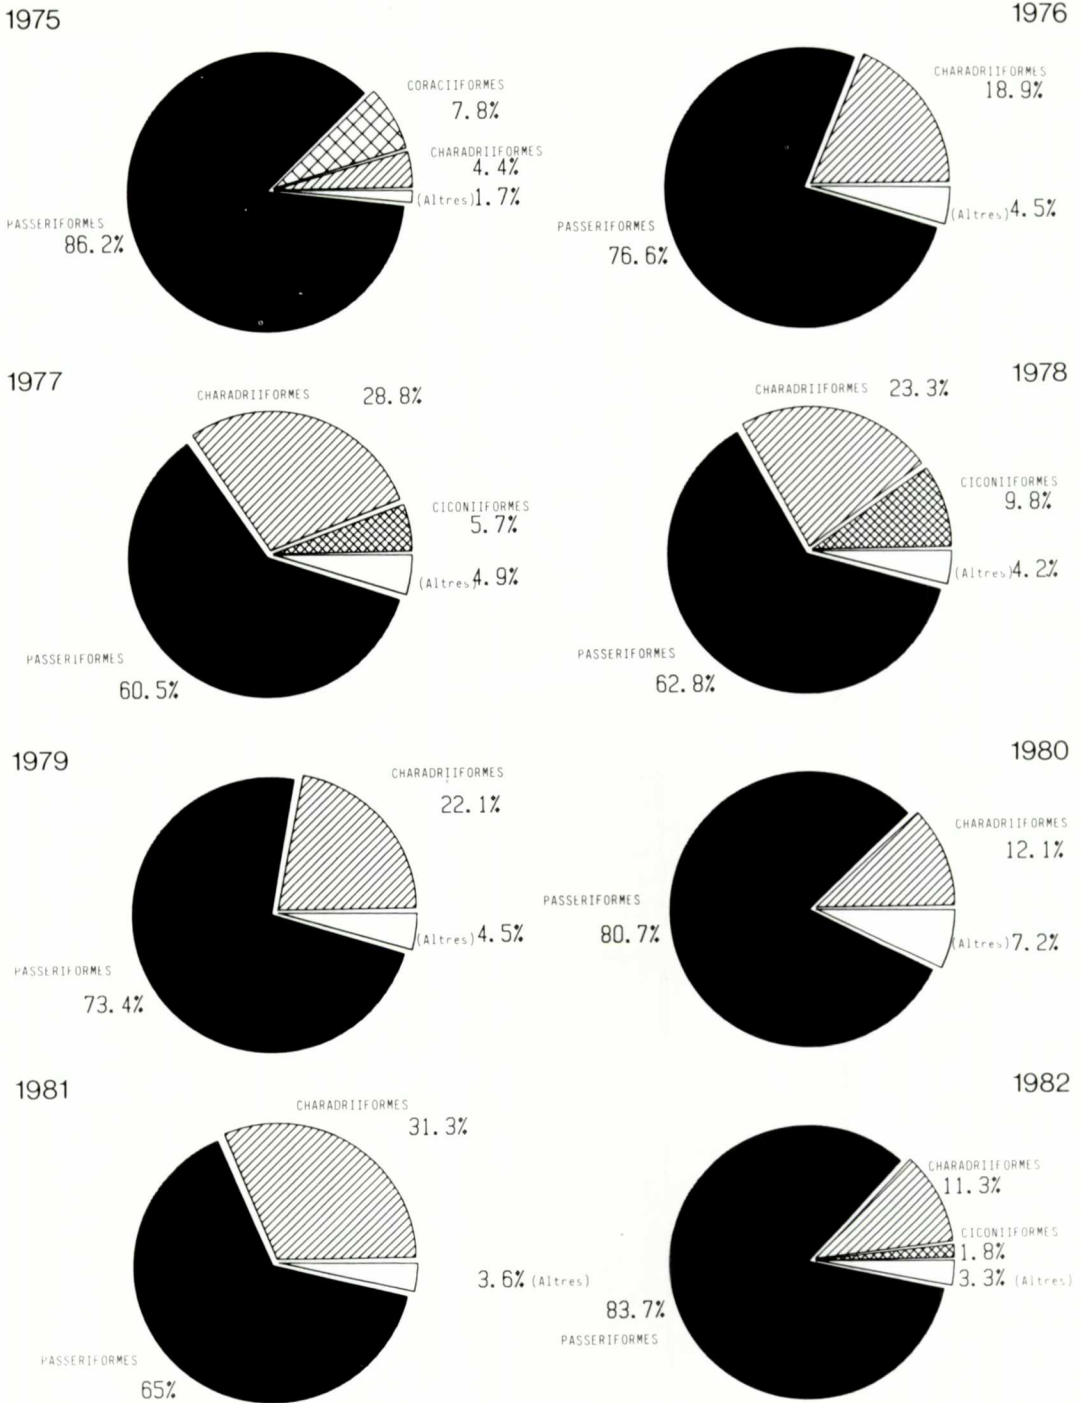 1975
CORACIIFORMES
7.8%
CHARADRIIFORMES
4.4%
(Altres) 1.7%
PASSERIFORMES
86.2%
1976
CHARADRIIFORMES
18.9%
(Altres) 4.5%
PASSERIFORMES
76.6%
1977
CHARADRIIFORMES 28.8%
CICONIIFORMES
5.7%
(Altres) 4.9%
PASSERIFORMES
60.5%
1978
CHARADRIIFORMES 23.3%
CICONIIFORMES
9.8%
(Altres) 4.2%
PASSERIFORMES
62.8%
1979
CHARADRIIFORMES
22.1%
(Altres) 4.5%
PASSERIFORMES
73.4%
1980
CHARADRIIFORMES
12.1%
PASSERIFORMES
80.7%
(Altres) 7.2%
1981
CHARADRIIFORMES
31.3%
3.6% (Altres)
PASSERIFORMES
65%
1982
CHARADRIIFORMES
11.3%
CICONIIFORMES
1.8%
3.3% (Altres)
83.7%
PASSERIFORMES